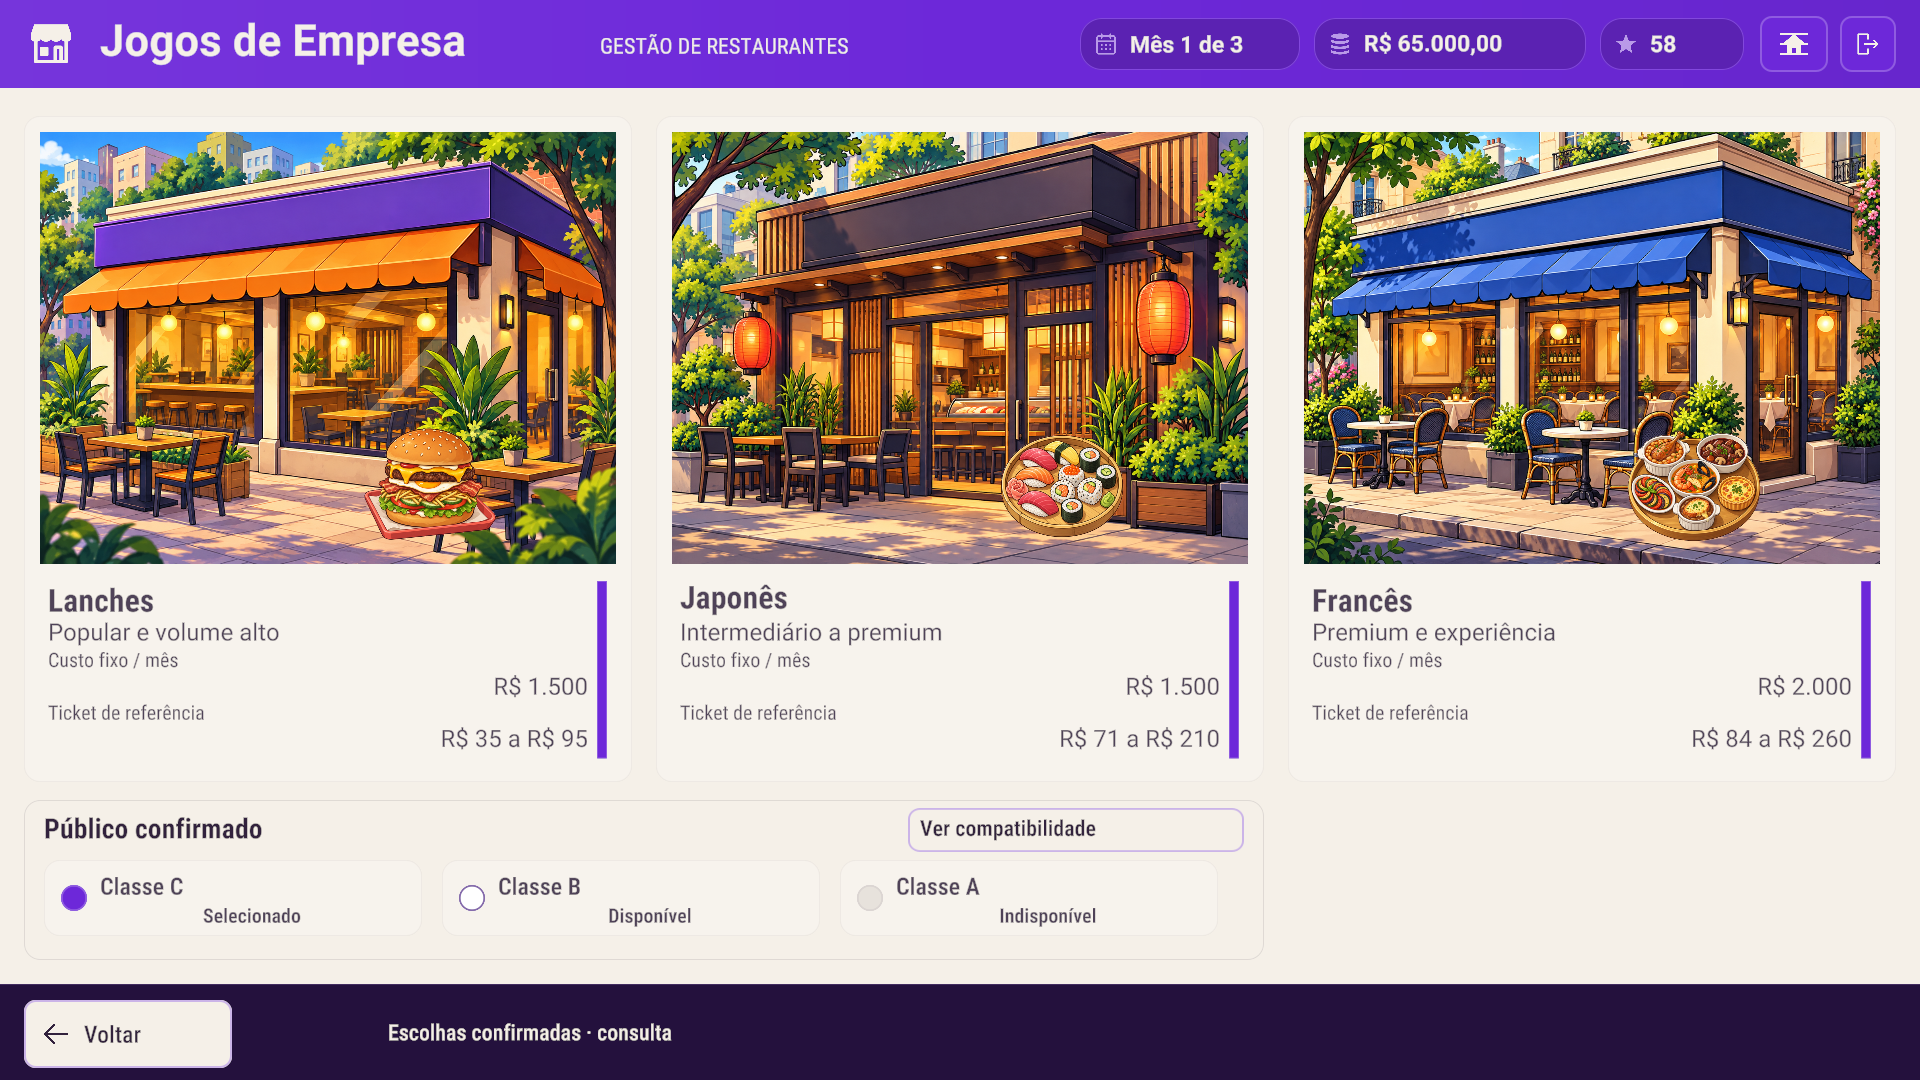 Jogos de Empresa
GESTÃO DE RESTAURANTES
Mês 1 de 3
R$ 65.000,00
58
Lanches
Popular e volume alto
Custo fixo / mês
R$ 1.500
Ticket de referência
R$ 35 a R$ 95
Japonês
Intermediário a premium
Custo fixo / mês
R$ 1.500
Ticket de referência
R$ 71 a R$ 210
Francês
Premium e experiência
Custo fixo / mês
R$ 2.000
Ticket de referência
R$ 84 a R$ 260
Público confirmado
Ver compatibilidade
Classe C
Selecionado
Classe B
Disponível
Classe A
Indisponível
Voltar
Escolhas confirmadas · consulta